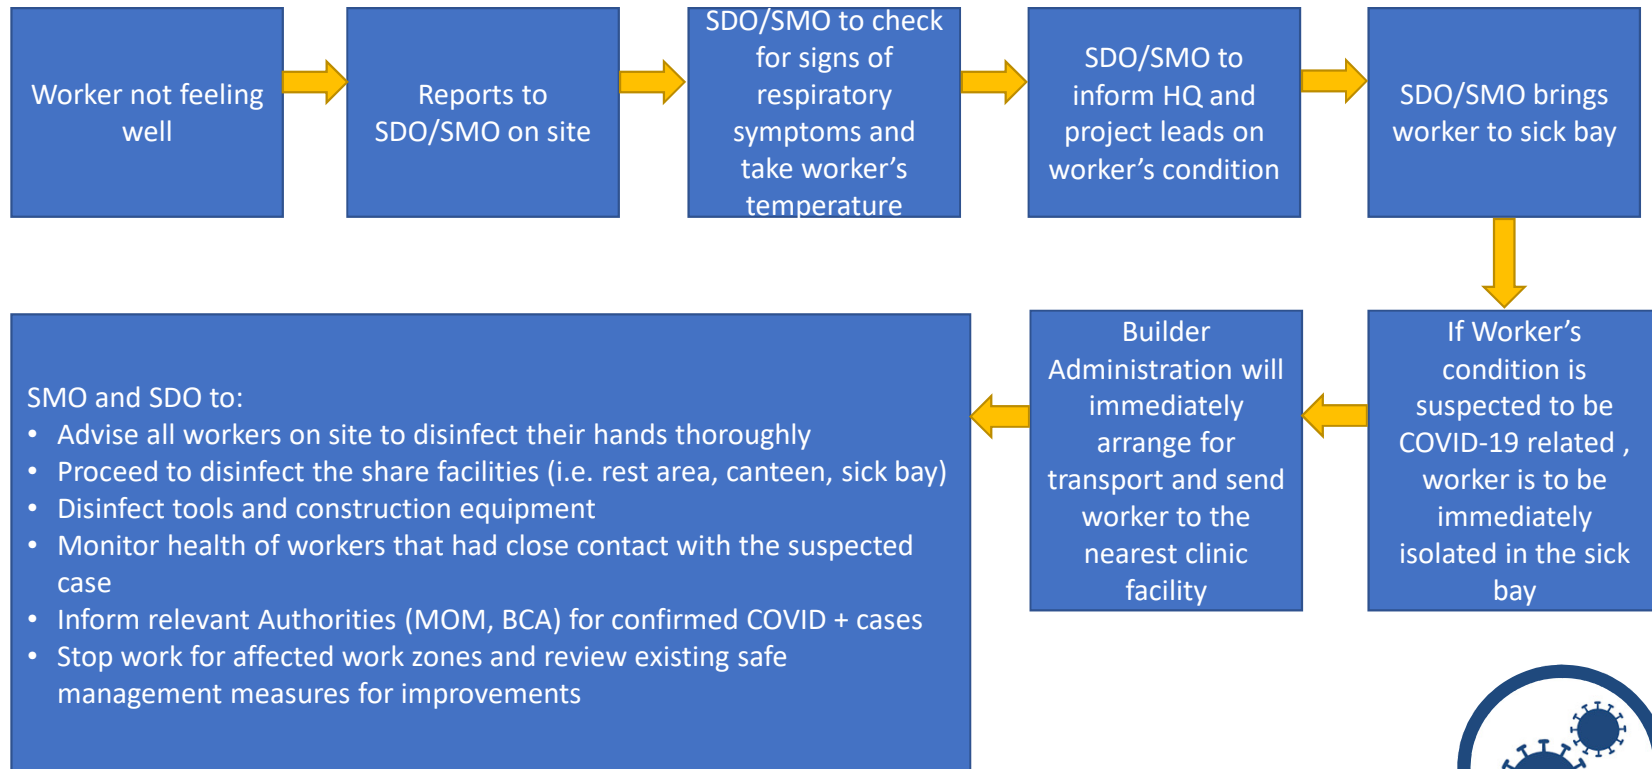 Worker not feeling
well
Reports to
SDO/SMO on site
SDO/SMO to check
for signs of
respiratory
symptoms and
take worker’s
temperature
SDO/SMO to
inform HQ and
project leads on
worker’s condition
SDO/SMO brings
worker to sick bay
If Worker’s
condition is
suspected to be
COVID-19 related ,
worker is to be
immediately
isolated in the sick
bay
Builder
Administration will
immediately
arrange for
transport and send
worker to the
nearest clinic
facility
SMO and SDO to:
• Advise all workers on site to disinfect their hands thoroughly
• Proceed to disinfect the share facilities (i.e. rest area, canteen, sick bay)
• Disinfect tools and construction equipment
• Monitor health of workers that had close contact with the suspected
case
• Inform relevant Authorities (MOM, BCA) for confirmed COVID + cases
• Stop work for affected work zones and review existing safe
management measures for improvements